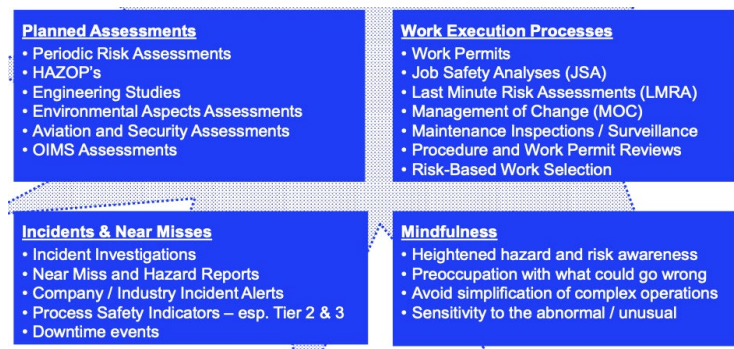 Planned Assessments
• Periodic Risk Assessments
• HAZOP's
• Engineering Studies
• Environmental Aspects Assessments
• Aviation and Security Assessments
• OIMS Assessments
Work Execution Processes
• Work Permits
• Job Safety Analyses (JSA)
• Last Minute Risk Assessments (LMRA)
• Management of Change (MOC)
• Maintenance Inspections / Surveillance
• Procedure and Work Permit Reviews
• Risk-Based Work Selection
Incidents & Near Misses
• Incident Investigations
• Near Miss and Hazard Reports
• Company / Industry Incident Alerts
• Process Safety Indicators – esp. Tier 2 & 3
• Downtime events
Mindfulness
• Heightened hazard and risk awareness
• Preoccupation with what could go wrong
• Avoid simplification of complex operations
• Sensitivity to the abnormal / unusual